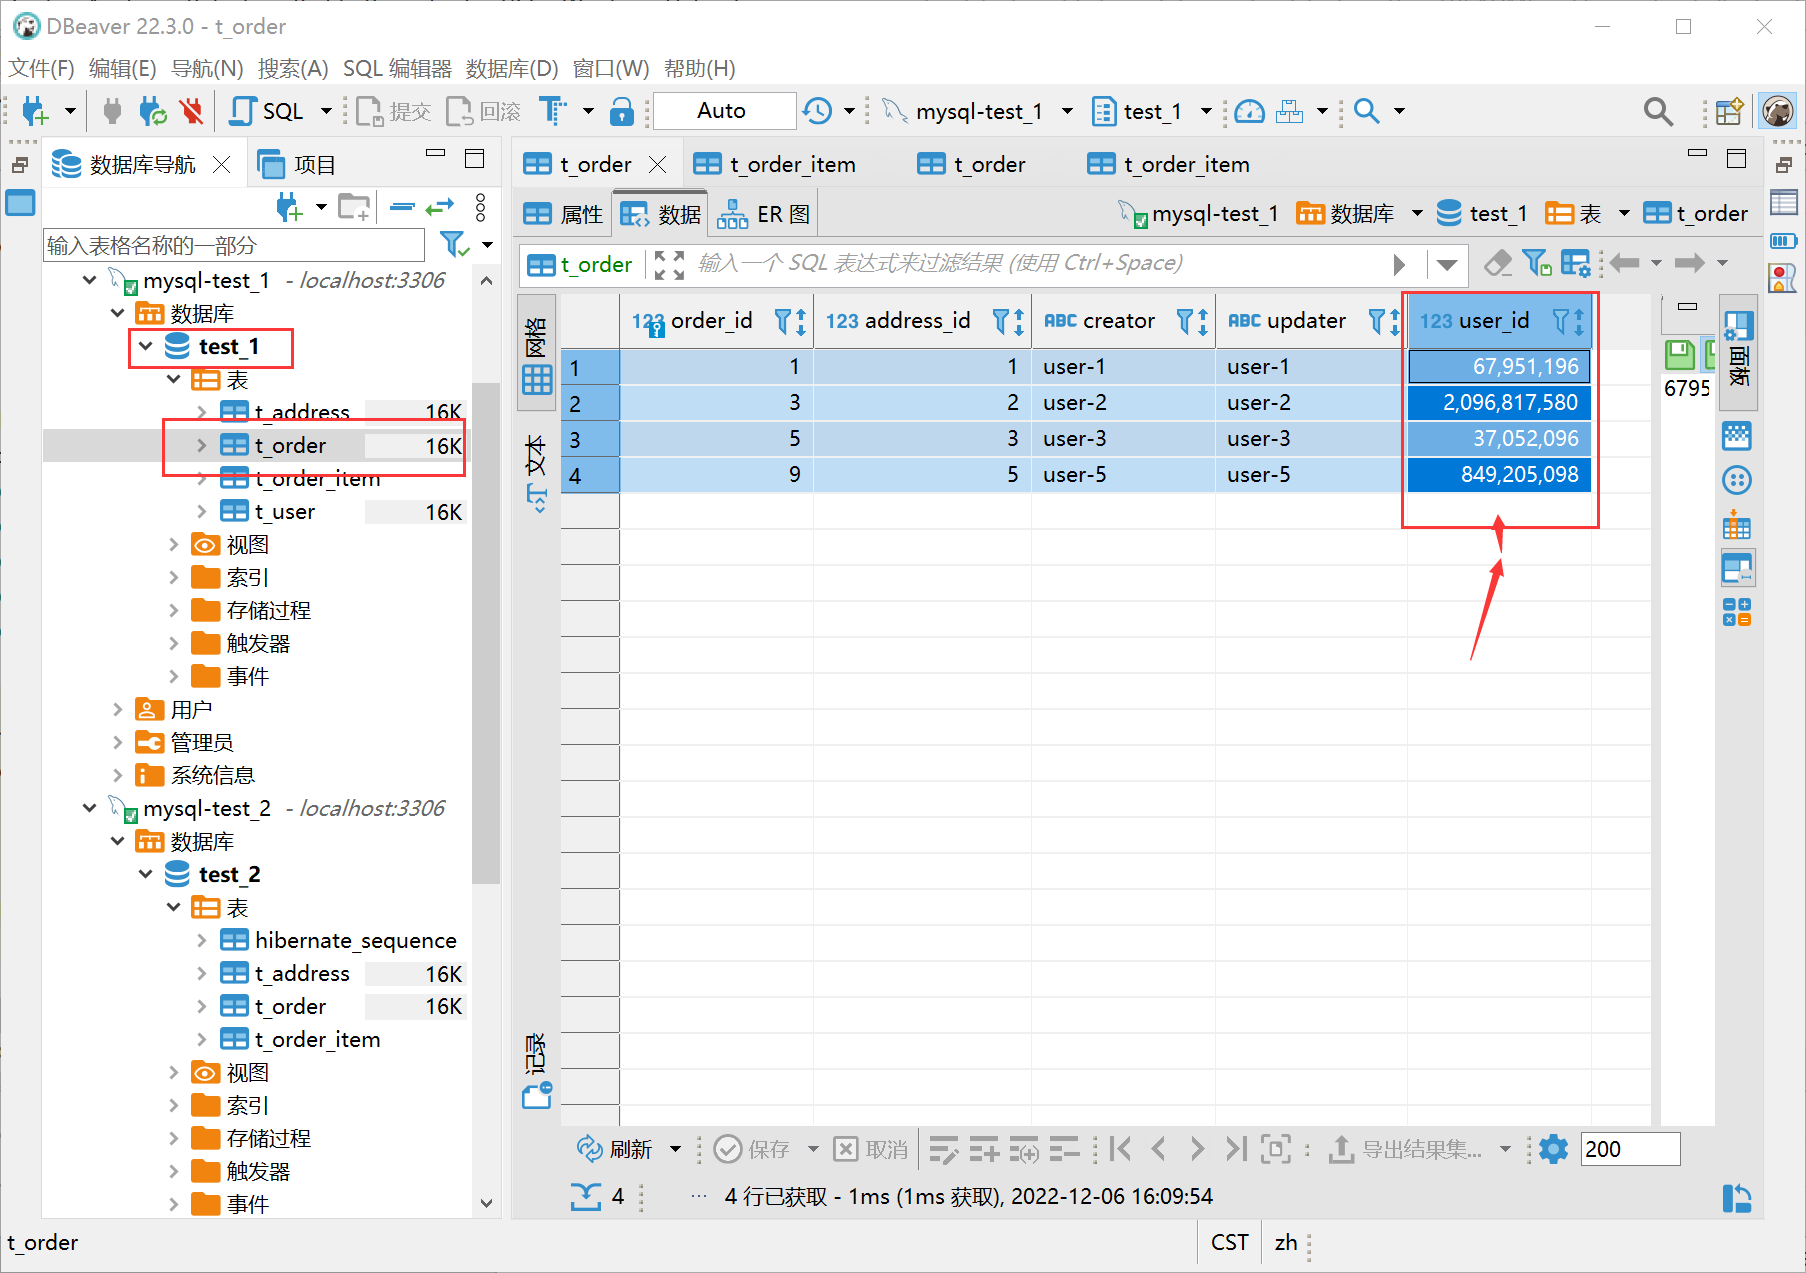 DBeaver 22.3.0 - t_order
文件(F) 编辑(E) 导航(N) 搜索(A) SQL 编辑器 数据库(D) 窗口(W) 帮助(H)
SQL 提交 回滚 Auto mysql-test_1 test_1
数据库导航 项目
t_order t_order_item t_order t_order_item
属性 数据 ER 图 mysql-test_1 数据库 test_1 表 t_order
输入表格名称的一部分
t_order 输入一个 SQL 表达式来过滤结果 (使用 Ctrl+Space)
mysql-test_1 - localhost:3306
数据库
test_1
表
t_address 16K
t_order 16K
t_order_item
t_user 16K
视图
索引
存储过程
触发器
事件
用户
管理员
系统信息
mysql-test_2 - localhost:3306
数据库
test_2
表
hibernate_sequence
t_address 16K
t_order 16K
t_order_item
视图
索引
存储过程
触发器
事件
网格
文本
记录
123 order_id 123 address_id ABC creator ABC updater 123 user_id
1 1 1 user-1 user-1 67,951,196
2 3 2 user-2 user-2 2,096,817,580
3 5 3 user-3 user-3 37,052,096
4 9 5 user-5 user-5 849,205,098
6795
面板
刷新 保存 取消 导出结果集... 200
4 ... 4 行已获取 - 1ms (1ms 获取), 2022-12-06 16:09:54
t_order CST zh